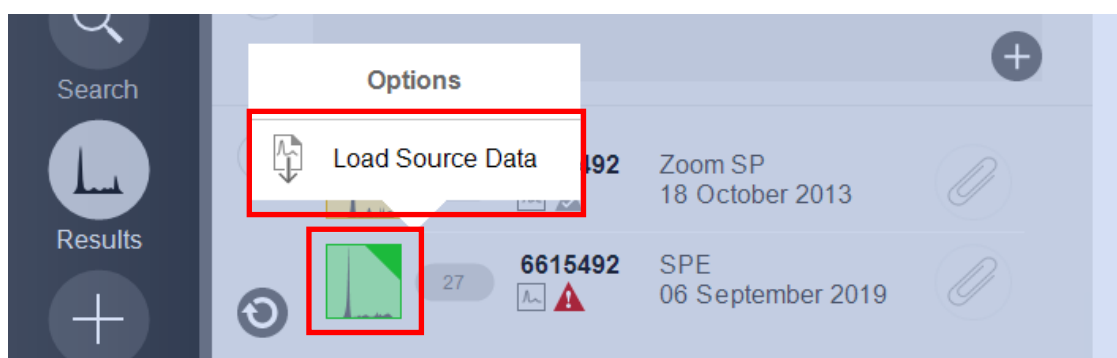 Search
Results
Options
Load Source Data
492
Zoom SP
18 October 2013
27
6615492
SPE
06 September 2019